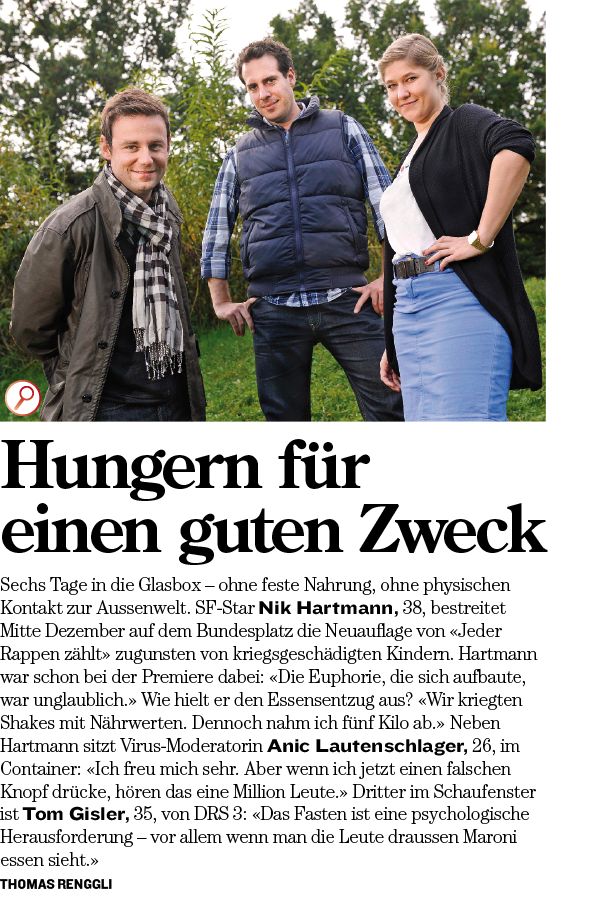 Hungern für
einen guten Zweck
Sechs Tage in die Glasbox – ohne feste Nahrung, ohne physischen
Kontakt zur Aussenwelt. SF-Star Nik Hartmann, 38, bestreitet
Mitte Dezember auf dem Bundesplatz die Neuauflage von «Jeder
Rappen zählt» zugunsten von kriegsgeschädigten Kindern. Hartmann
war schon bei der Premiere dabei: «Die Euphorie, die sich aufbaute,
war unglaublich.» Wie hielt er den Essensentzug aus? «Wir kriegten
Shakes mit Nährwerten. Dennoch nahm ich fünf Kilo ab.» Neben
Hartmann sitzt Virus-Moderatorin Anic Lautenschlager, 26, im
Container: «Ich freu mich sehr. Aber wenn ich jetzt einen falschen
Knopf drücke, hören das eine Million Leute.» Dritter im Schaufenster
ist Tom Gisler, 35, von DRS 3: «Das Fasten ist eine psychologische
Herausforderung – vor allem wenn man die Leute draussen Maroni
essen sieht.»
THOMAS RENGGLI